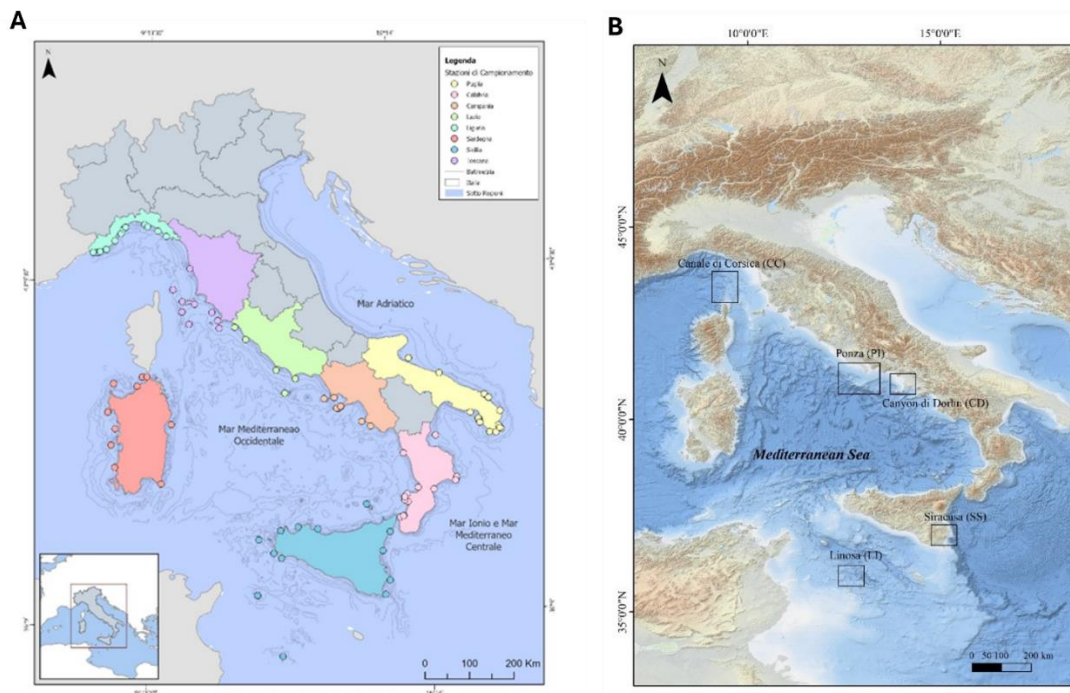 A
N
Legenda
Stazioni di Campionamento
Puglia
Calabria
Campania
Lazio
Liguria
Sardegna
Sicilia
Toscana
Batimetria
Italia
Mar Adriatico
Mar Mediterraneao
Occidentale
Mar Ionio e Mar
Mediterraneo
Centrale
0 100 200 Km
B
10°0'0"E 15°0'0"E
N
45°0'0"N
Canale di Corsica (CC)
Ponza (PI)
Canyon di Dorhn (CD)
40°0'0"N
Mediterranean Sea
Siracusa (SS)
Linosa (LI)
35°0'0"N
0 50 100 200 km